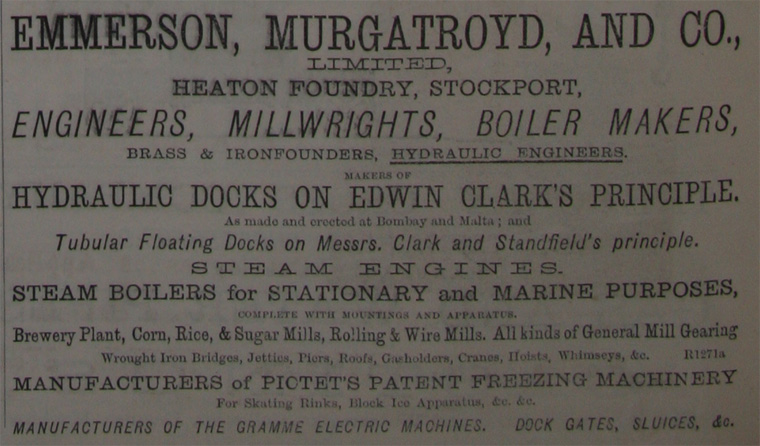 EMMERSON, MURGATROYD, AND CO.,
LIMITED,
HEATON FOUNDRY, STOCKPORT,
ENGINEERS, MILLWRIGHTS, BOILER MAKERS,
BRASS & IRONFOUNDERS, HYDRAULIC ENGINEERS.
MAKERS OF
HYDRAULIC DOCKS ON EDWIN CLARK'S PRINCIPLE.
As made and erected at Bombay and Malta; and
Tubular Floating Docks on Messrs. Clark and Standfield's principle.
STEAM ENGINES.
STEAM BOILERS for STATIONARY and MARINE PURPOSES,
COMPLETE WITH MOUNTINGS AND APPARATUS.
Brewery Plant, Corn, Rice, & Sugar Mills, Rolling & Wire Mills. All kinds of General Mill Gearing
Wrought Iron Bridges, Jetties, Piers, Roofs, Gasholders, Cranes, Hoists, Whimseys, &c. R1271a
MANUFACTURERS of PICTET'S PATENT FREEZING MACHINERY
For Skating Rinks, Block Ice Apparatus, &c. &c.
MANUFACTURERS OF THE GRAMME ELECTRIC MACHINES. DOCK GATES, SLUICES, &c.